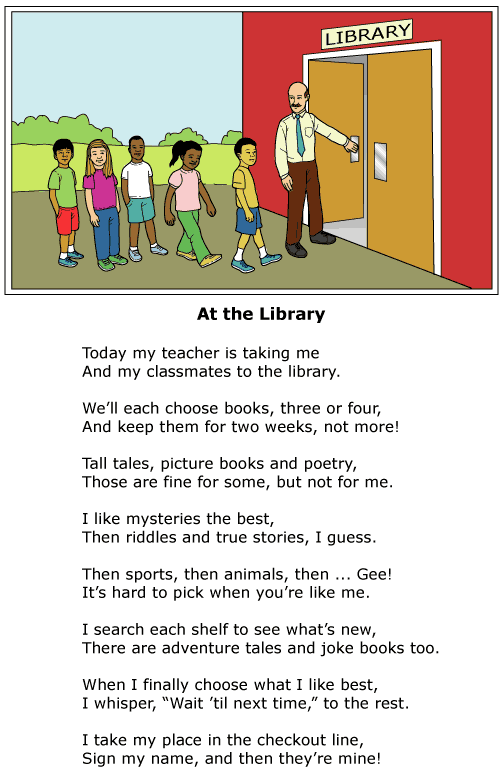 LIBRARY
At the Library
Today my teacher is taking me
And my classmates to the library.
We’ll each choose books, three or four,
And keep them for two weeks, not more!
Tall tales, picture books and poetry,
Those are fine for some, but not for me.
I like mysteries the best,
Then riddles and true stories, I guess.
Then sports, then animals, then ... Gee!
It’s hard to pick when you’re like me.
I search each shelf to see what’s new,
There are adventure tales and joke books too.
When I finally choose what I like best,
I whisper, “Wait ’til next time,” to the rest.
I take my place in the checkout line,
Sign my name, and then they’re mine!